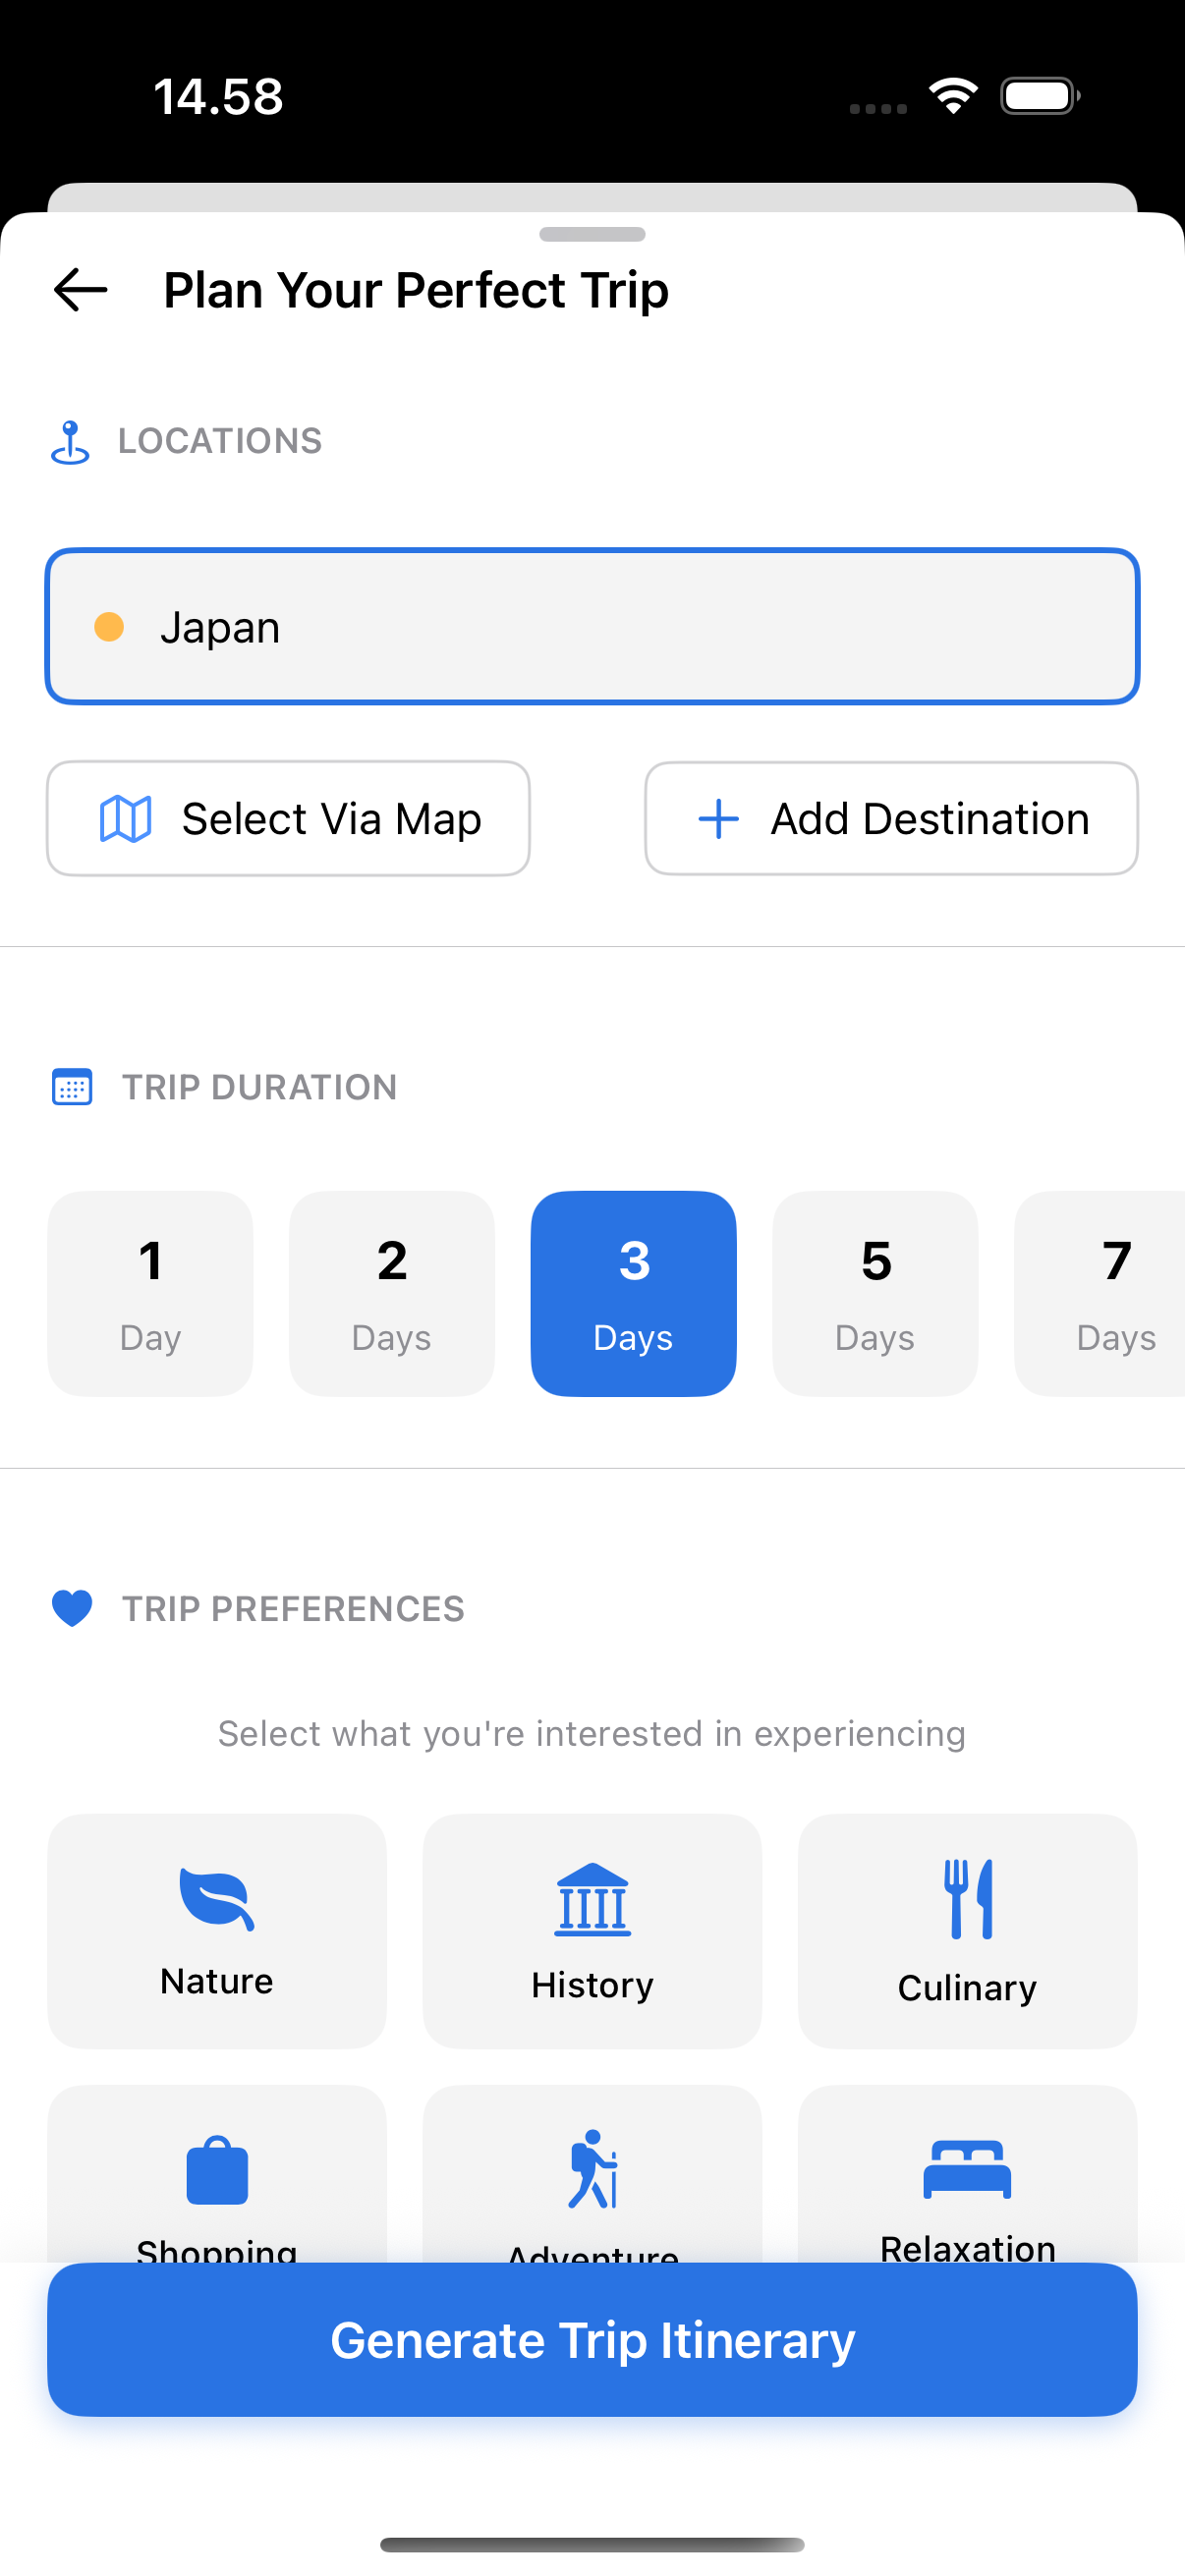 14.58
Plan Your Perfect Trip
LOCATIONS
Japan
Select Via Map
Add Destination
TRIP DURATION
1 2 3 5 7
Day Days Days Days Days
TRIP PREFERENCES
Select what you're interested in experiencing
Nature History Culinary
Shopping Adventure Relaxation
Generate Trip Itinerary